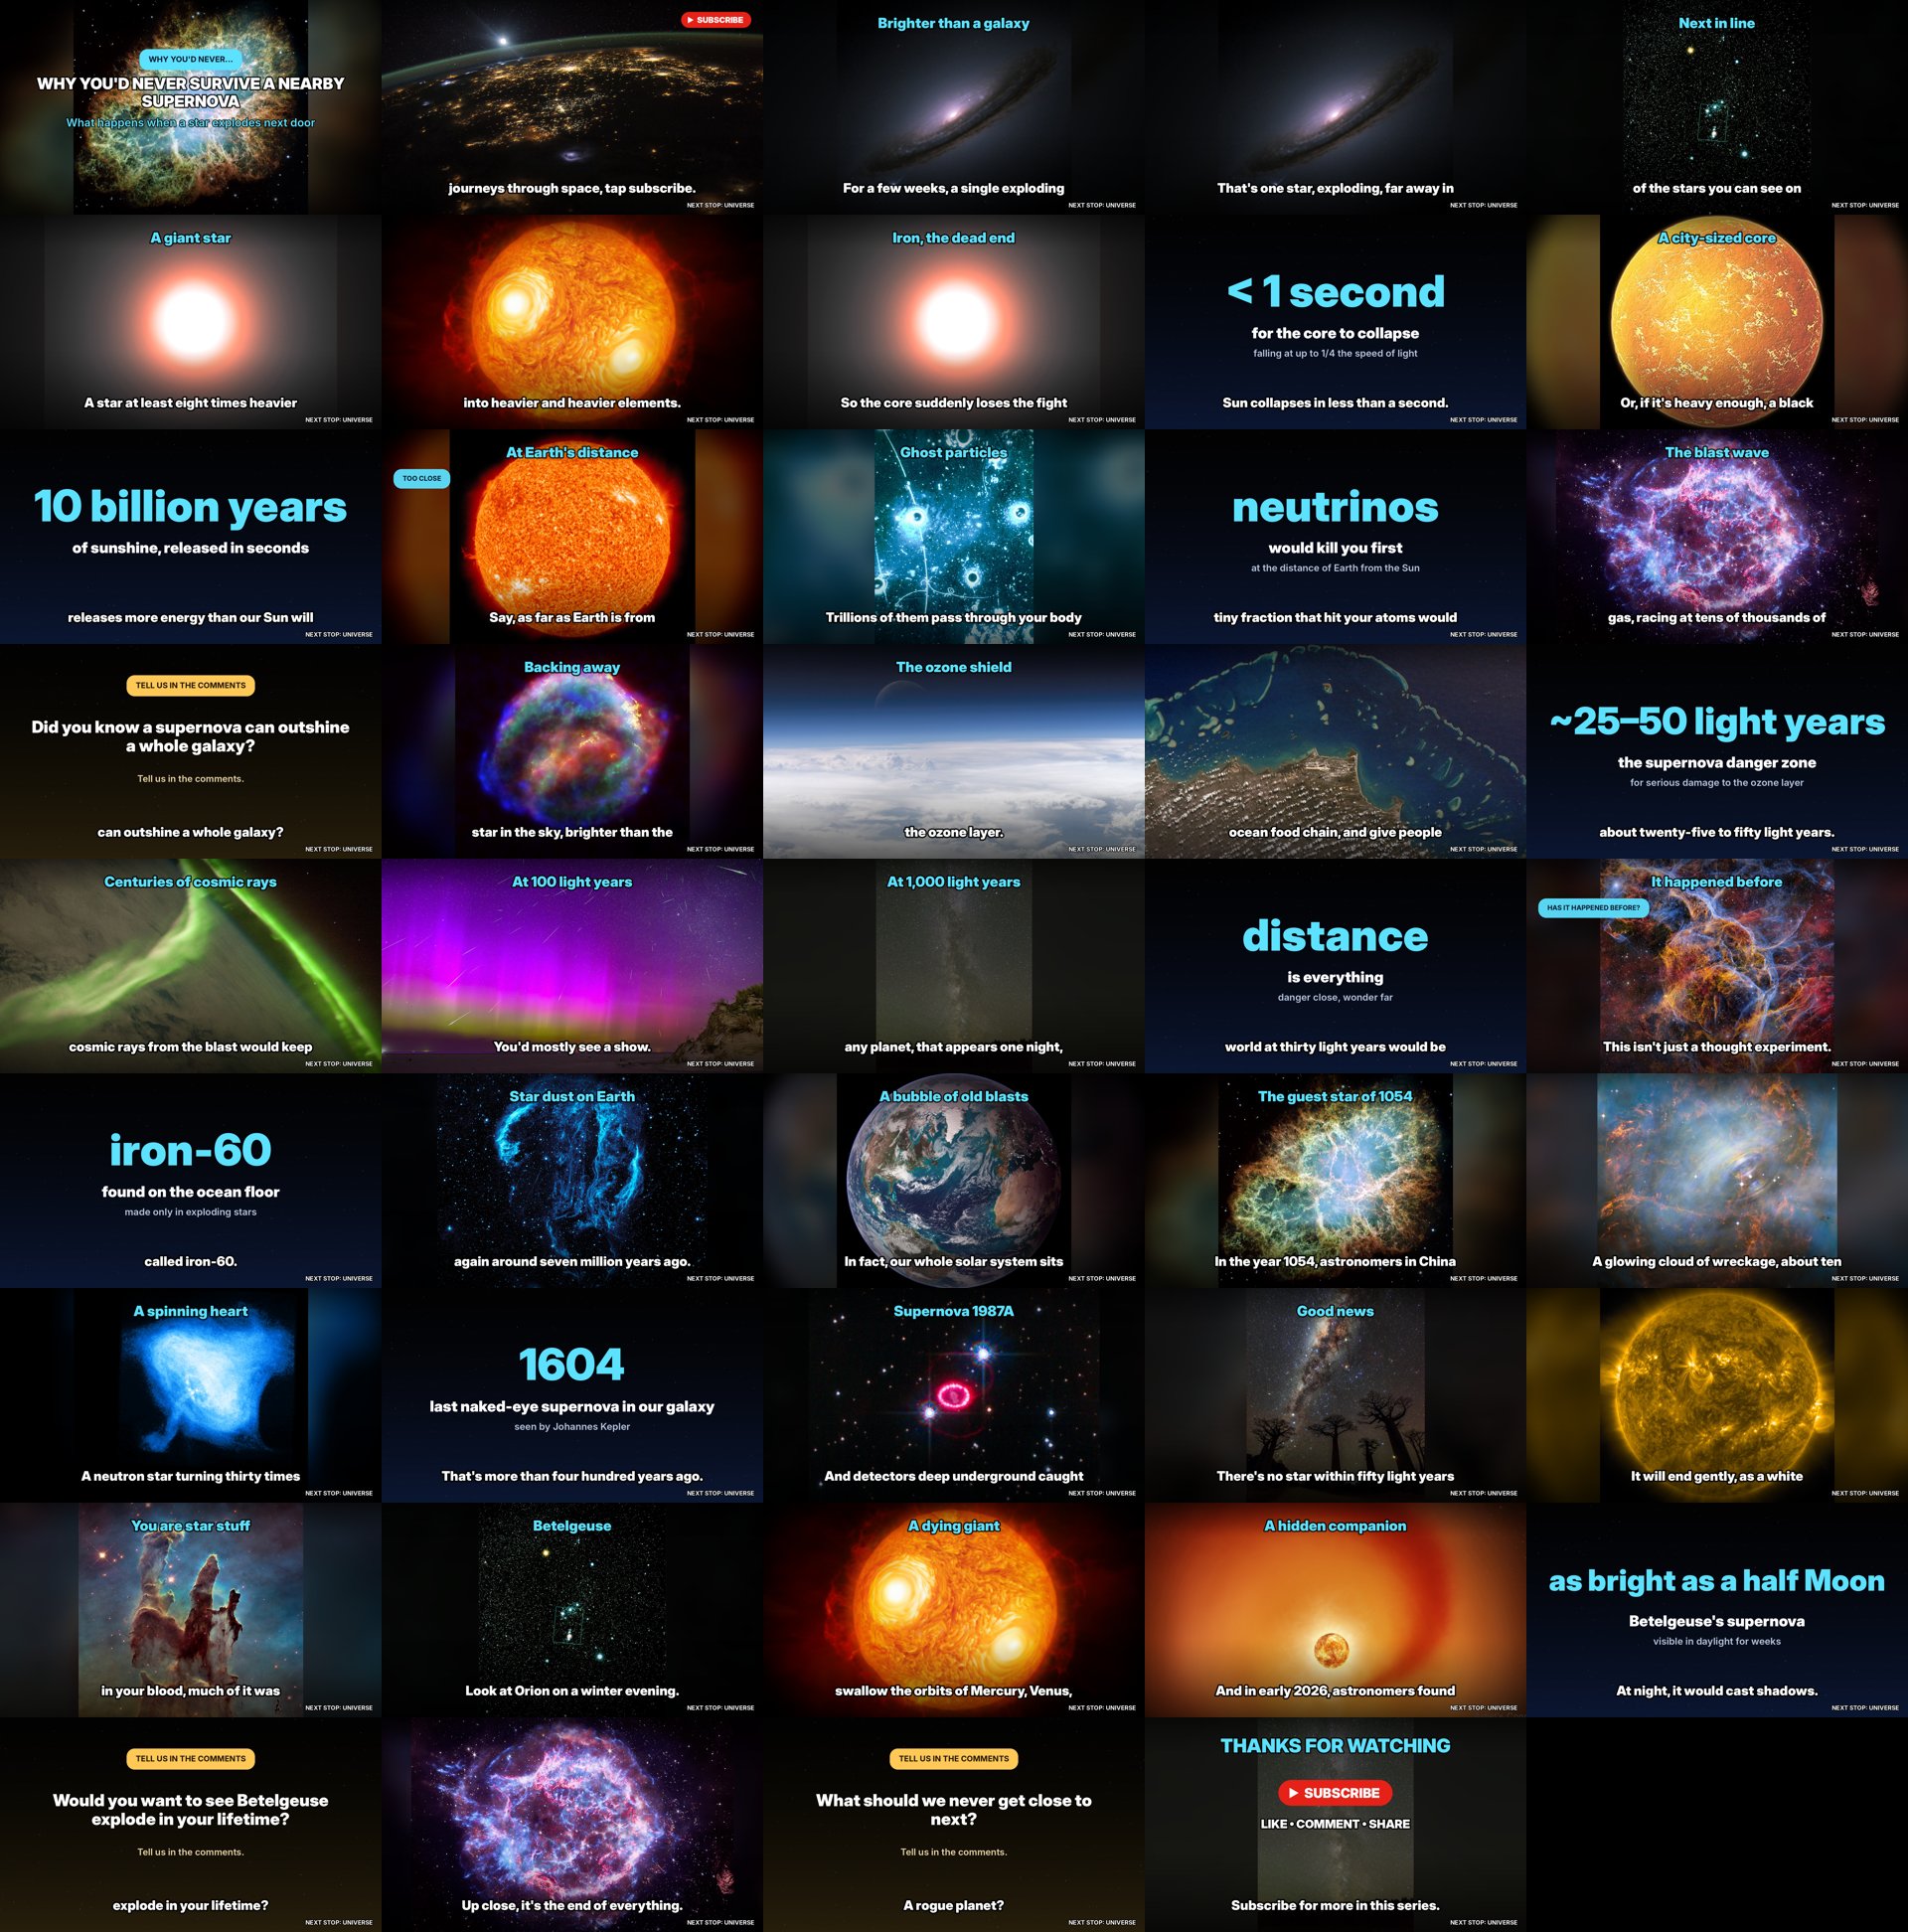 WHY YOU'D NEVER...
WHY YOU'D NEVER SURVIVE A NEARBY
SUPERNOVA
What happens when a star explodes next door
SUBSCRIBE
journeys through space, tap subscribe.
NEXT STOP: UNIVERSE
Brighter than a galaxy
For a few weeks, a single exploding
NEXT STOP: UNIVERSE
That's one star, exploding, far away in
NEXT STOP: UNIVERSE
Next in line
of the stars you can see on
NEXT STOP: UNIVERSE
A giant star
A star at least eight times heavier
NEXT STOP: UNIVERSE
into heavier and heavier elements.
NEXT STOP: UNIVERSE
Iron, the dead end
So the core suddenly loses the fight
NEXT STOP: UNIVERSE
< 1 second
for the core to collapse
falling at up to 1/4 the speed of light
Sun collapses in less than a second.
NEXT STOP: UNIVERSE
A city-sized core
Or, if it's heavy enough, a black
NEXT STOP: UNIVERSE
10 billion years
of sunshine, released in seconds
releases more energy than our Sun will
NEXT STOP: UNIVERSE
At Earth's distance
TOO CLOSE
Say, as far as Earth is from
NEXT STOP: UNIVERSE
Ghost particles
Trillions of them pass through your body
NEXT STOP: UNIVERSE
neutrinos
would kill you first
at the distance of Earth from the Sun
tiny fraction that hit your atoms would
NEXT STOP: UNIVERSE
The blast wave
gas, racing at tens of thousands of
NEXT STOP: UNIVERSE
TELL US IN THE COMMENTS
Did you know a supernova can outshine
a whole galaxy?
Tell us in the comments.
can outshine a whole galaxy?
NEXT STOP: UNIVERSE
Backing away
star in the sky, brighter than the
NEXT STOP: UNIVERSE
The ozone shield
the ozone layer.
NEXT STOP: UNIVERSE
ocean food chain, and give people
NEXT STOP: UNIVERSE
~25–50 light years
the supernova danger zone
for serious damage to the ozone layer
about twenty-five to fifty light years.
NEXT STOP: UNIVERSE
Centuries of cosmic rays
cosmic rays from the blast would keep
NEXT STOP: UNIVERSE
At 100 light years
You'd mostly see a show.
NEXT STOP: UNIVERSE
At 1,000 light years
any planet, that appears one night,
NEXT STOP: UNIVERSE
distance
is everything
danger close, wonder far
world at thirty light years would be
NEXT STOP: UNIVERSE
It happened before
HAS IT HAPPENED BEFORE?
This isn't just a thought experiment.
NEXT STOP: UNIVERSE
iron-60
found on the ocean floor
made only in exploding stars
called iron-60.
NEXT STOP: UNIVERSE
Star dust on Earth
again around seven million years ago.
NEXT STOP: UNIVERSE
A bubble of old blasts
In fact, our whole solar system sits
NEXT STOP: UNIVERSE
The guest star of 1054
In the year 1054, astronomers in China
NEXT STOP: UNIVERSE
A glowing cloud of wreckage, about ten
NEXT STOP: UNIVERSE
A spinning heart
A neutron star turning thirty times
NEXT STOP: UNIVERSE
1604
last naked-eye supernova in our galaxy
seen by Johannes Kepler
That's more than four hundred years ago.
NEXT STOP: UNIVERSE
Supernova 1987A
And detectors deep underground caught
NEXT STOP: UNIVERSE
Good news
There's no star within fifty light years
NEXT STOP: UNIVERSE
It will end gently, as a white
NEXT STOP: UNIVERSE
You are star stuff
in your blood, much of it was
NEXT STOP: UNIVERSE
Betelgeuse
Look at Orion on a winter evening.
NEXT STOP: UNIVERSE
A dying giant
swallow the orbits of Mercury, Venus,
NEXT STOP: UNIVERSE
A hidden companion
And in early 2026, astronomers found
NEXT STOP: UNIVERSE
as bright as a half Moon
Betelgeuse's supernova
visible in daylight for weeks
At night, it would cast shadows.
NEXT STOP: UNIVERSE
TELL US IN THE COMMENTS
Would you want to see Betelgeuse
explode in your lifetime?
Tell us in the comments.
explode in your lifetime?
NEXT STOP: UNIVERSE
Up close, it's the end of everything.
NEXT STOP: UNIVERSE
TELL US IN THE COMMENTS
What should we never get close to
next?
Tell us in the comments.
A rogue planet?
NEXT STOP: UNIVERSE
THANKS FOR WATCHING
SUBSCRIBE
LIKE • COMMENT • SHARE
Subscribe for more in this series.
NEXT STOP: UNIVERSE